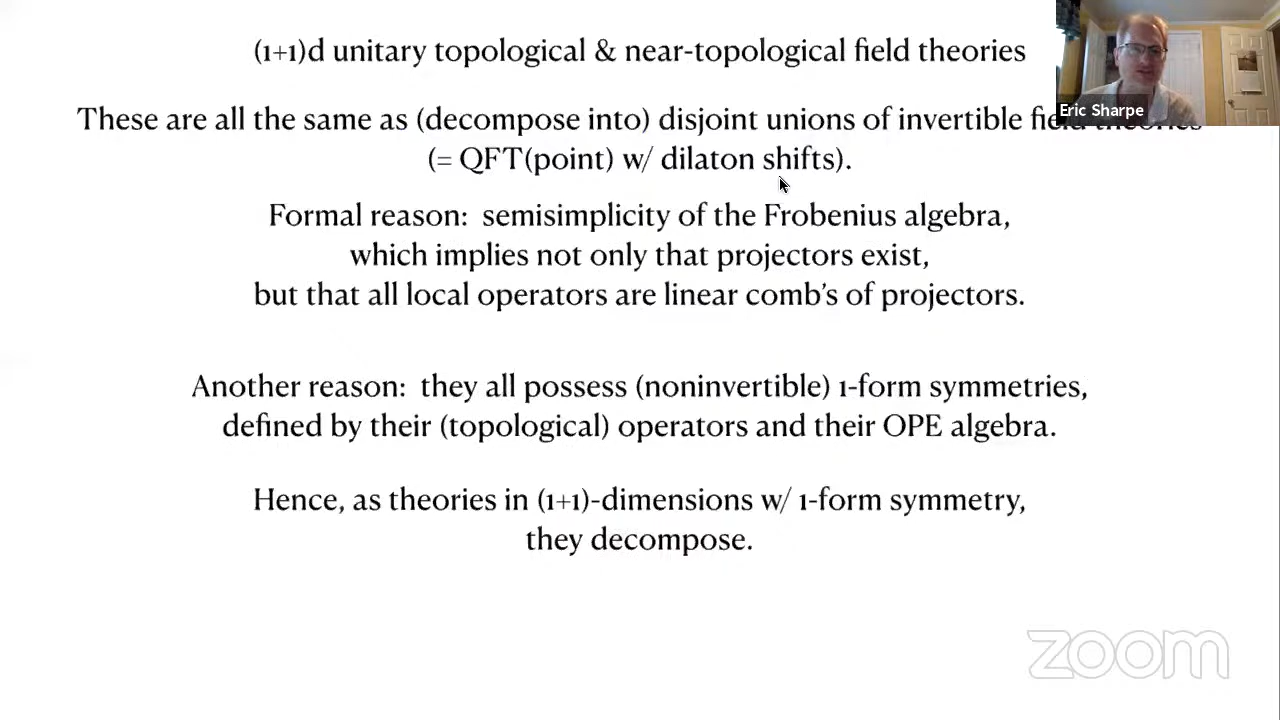 (1+1)d unitary topological & near-topological field theories
Eric Sharpe
These are all the same as (decompose into) disjoint unions of invertible field theories
(= QFT(point) w/ dilaton shifts).
Formal reason: semisimplicity of the Frobenius algebra,
which implies not only that projectors exist,
but that all local operators are linear comb's of projectors.
Another reason: they all possess (noninvertible) 1-form symmetries,
defined by their (topological) operators and their OPE algebra.
Hence, as theories in (1+1)-dimensions w/ 1-form symmetry,
they decompose.
zoom